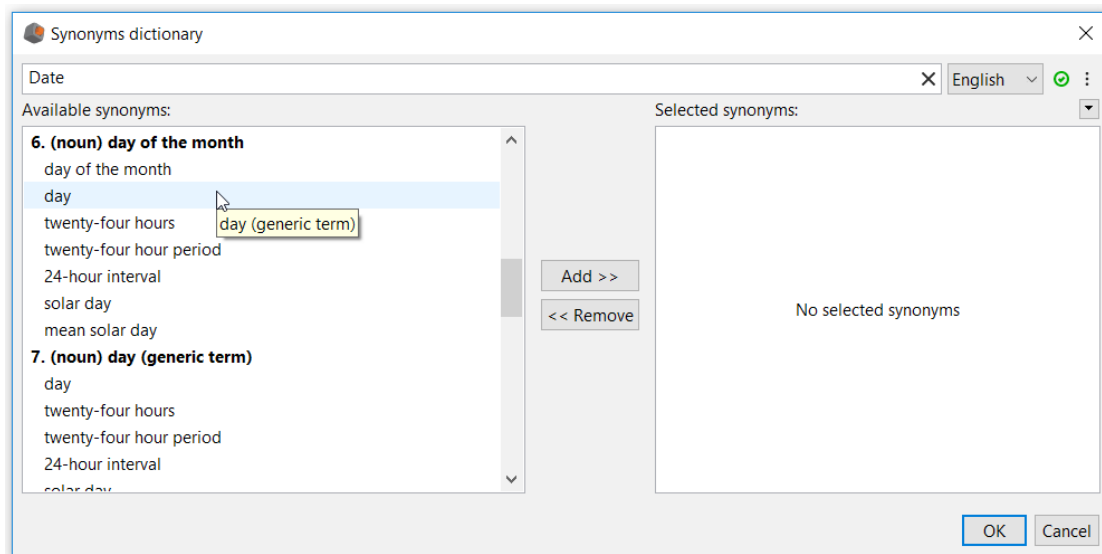 Synonyms dictionary
Date
English
Available synonyms:
Selected synonyms:
6. (noun) day of the month
day of the month
day
twenty-four hours
day (generic term)
twenty-four hour period
24-hour interval
solar day
mean solar day
7. (noun) day (generic term)
day
twenty-four hours
twenty-four hour period
24-hour interval
solar day
Add >>
<< Remove
No selected synonyms
OK
Cancel